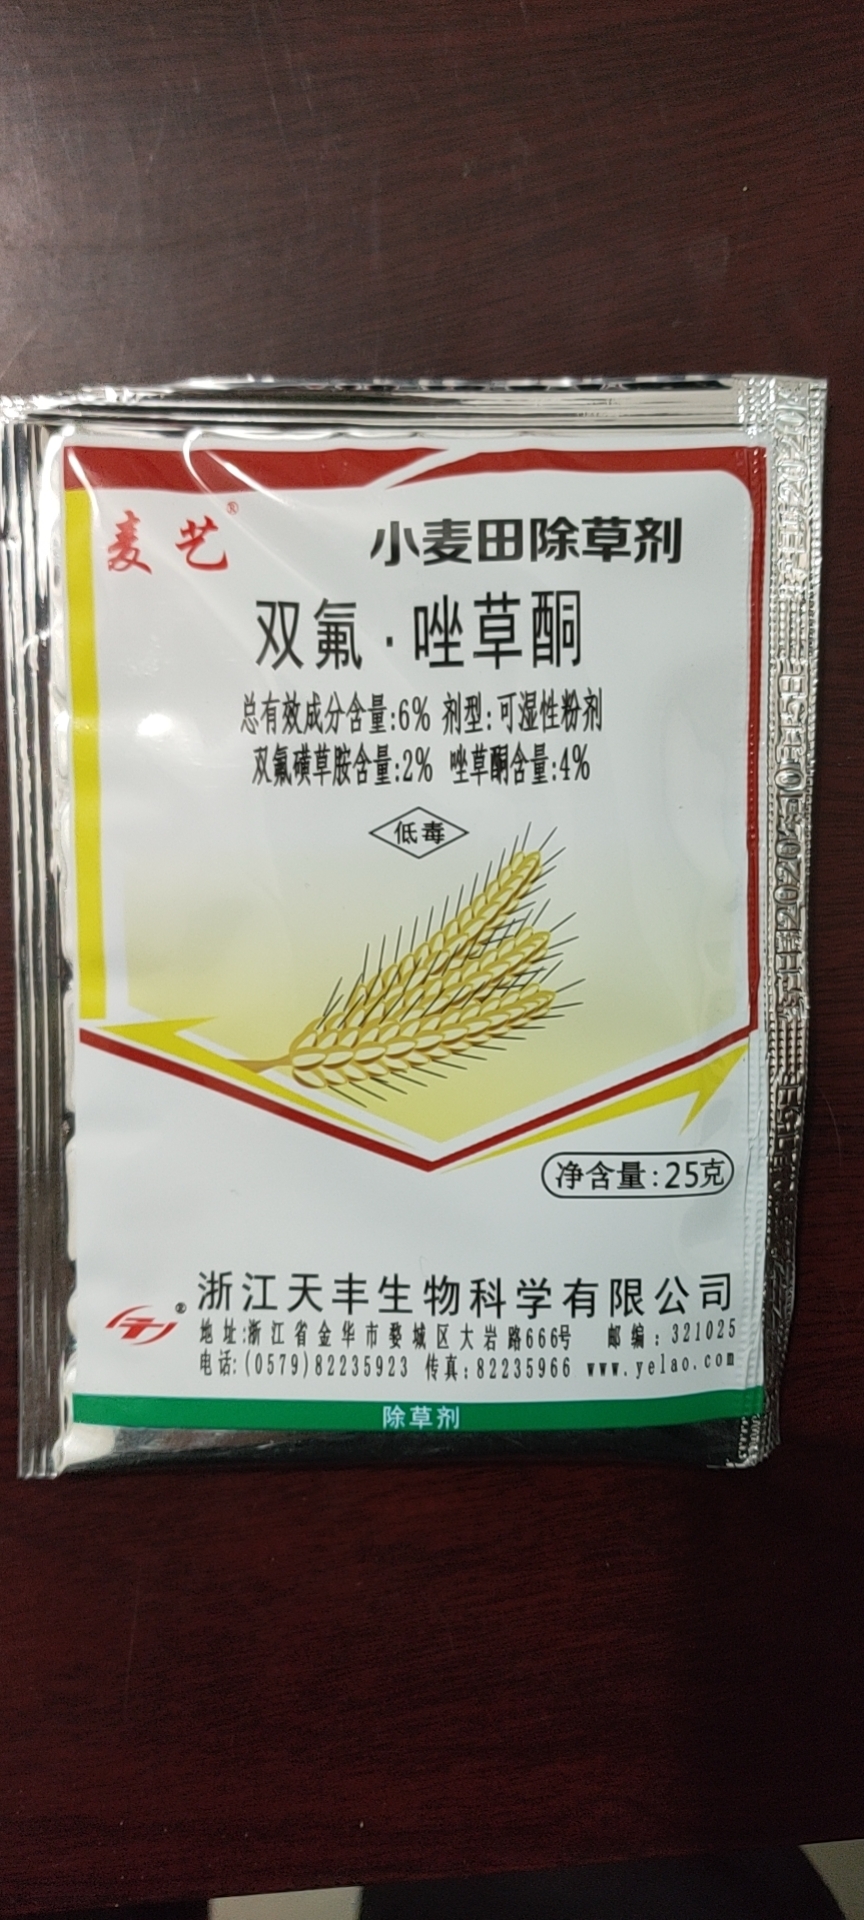 麦艺®
小麦田除草剂
双氟·唑草酮
总有效成分含量:6% 剂型:可湿性粉剂
双氟磺草胺含量:2% 唑草酮含量:4%
低毒
净含量:25克
®浙江天丰生物科学有限公司
地址:浙江省金华市婺城区大岩路666号 邮编:321025
电话:(0579)82235923 传真:82235966 www.yelao.com
除草剂